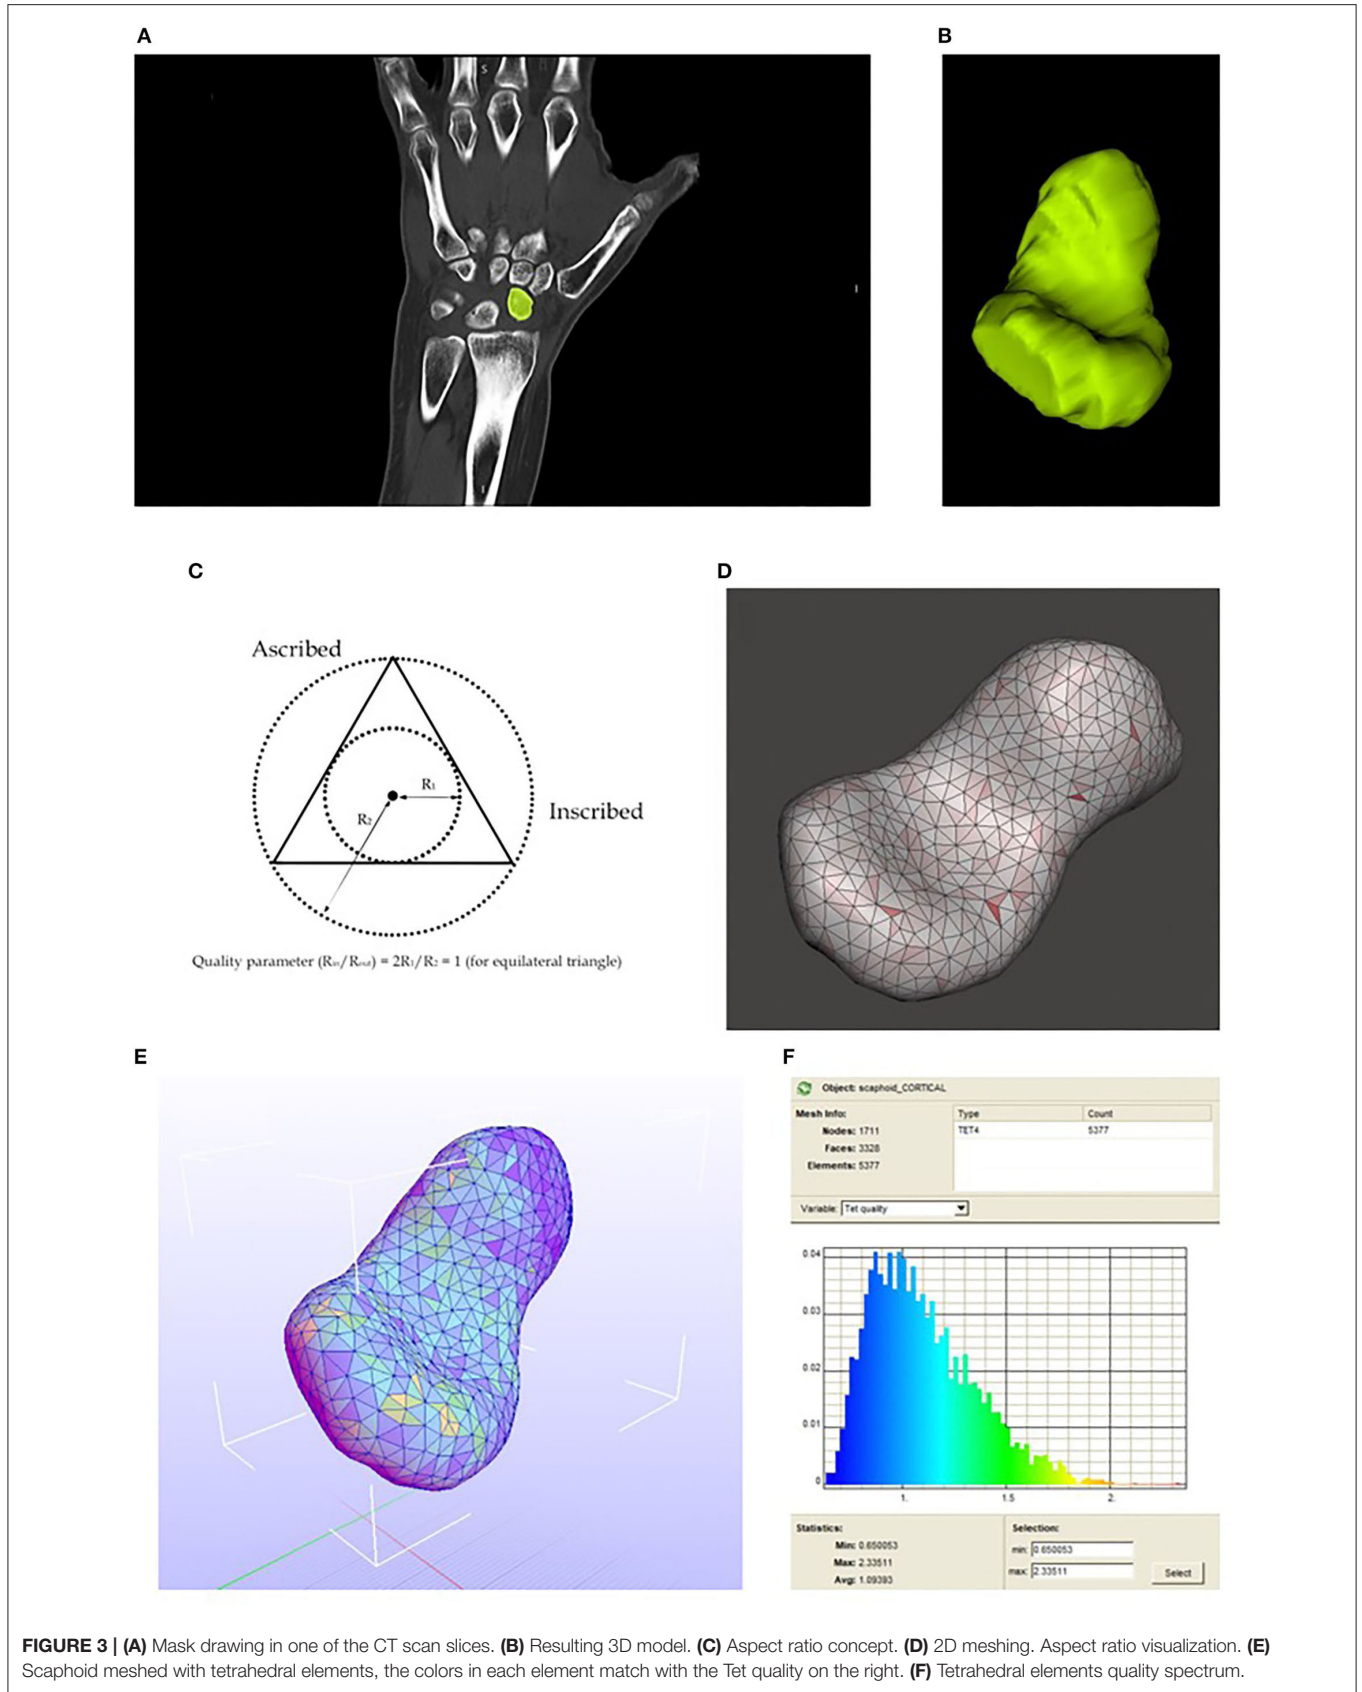 A
B
S
C
D
Ascribed
R₁
R₂
Inscribed
Quality parameter (Rᵢₙ/Rₒᵤₜ) = 2R₁/R₂ = 1 (for equilateral triangle)
E
F
Object: scaphoid_CORTICAL
Mesh Info:
Nodes: 1711
Faces: 3328
Elements: 5377
Type Count
TET4 5377
Variable: Tet quality
0.04
0.03
0.02
0.01
0
1. 1.5 2.
Statistics:
Min: 0.650053
Max: 2.33511
Avg: 1.09393
Selection:
min: 0.650053
max: 2.33511
Select
FIGURE 3 | (A) Mask drawing in one of the CT scan slices. (B) Resulting 3D model. (C) Aspect ratio concept. (D) 2D meshing. Aspect ratio visualization. (E)
Scaphoid meshed with tetrahedral elements, the colors in each element match with the Tet quality on the right. (F) Tetrahedral elements quality spectrum.